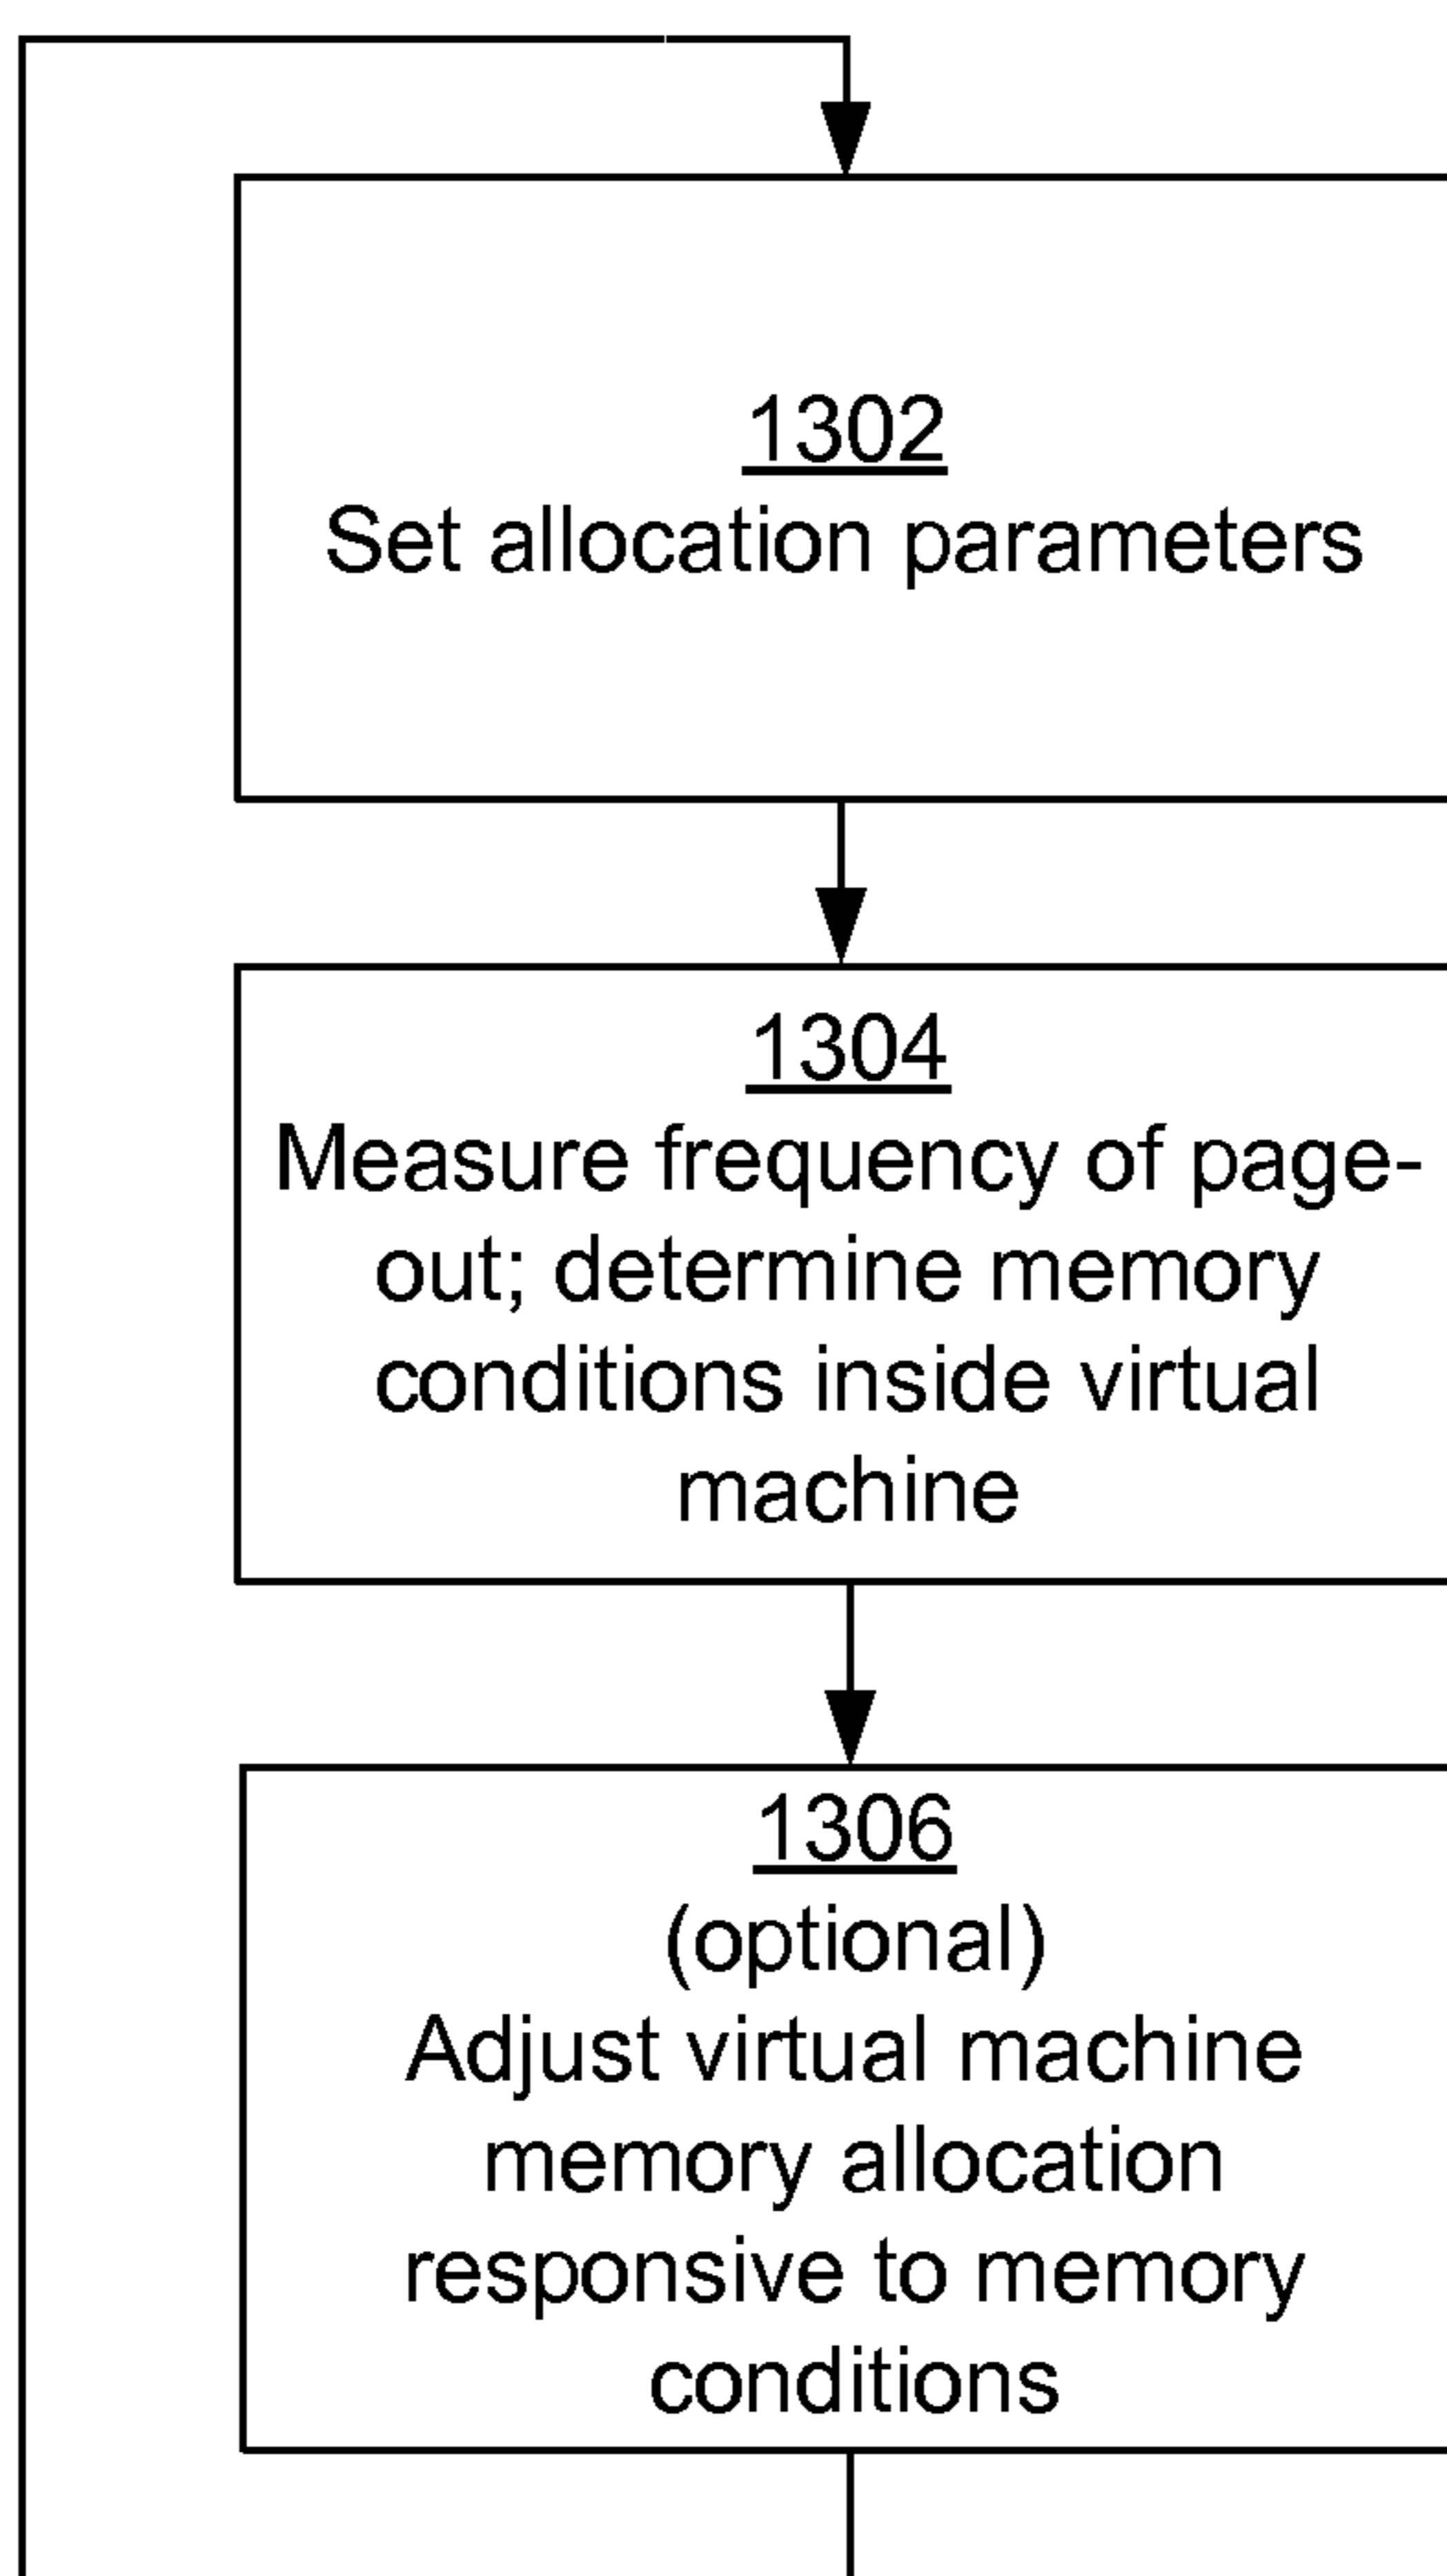 1302
Set allocation parameters
1304
Measure frequency of page-
out; determine memory
conditions inside virtual
machine
1306
(optional)
Adjust virtual machine
memory allocation
responsive to memory
conditions